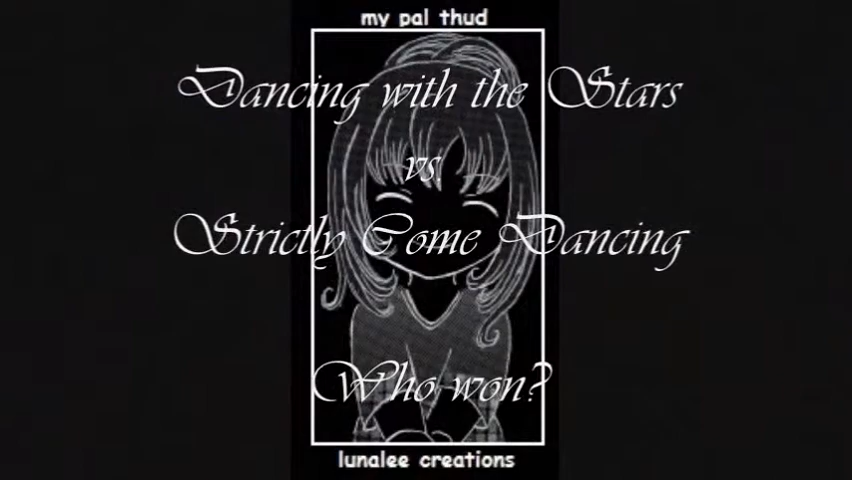 my pal thud
Dancing with the Stars
vs.
Strictly Come Dancing
Who won?
lunalee creations